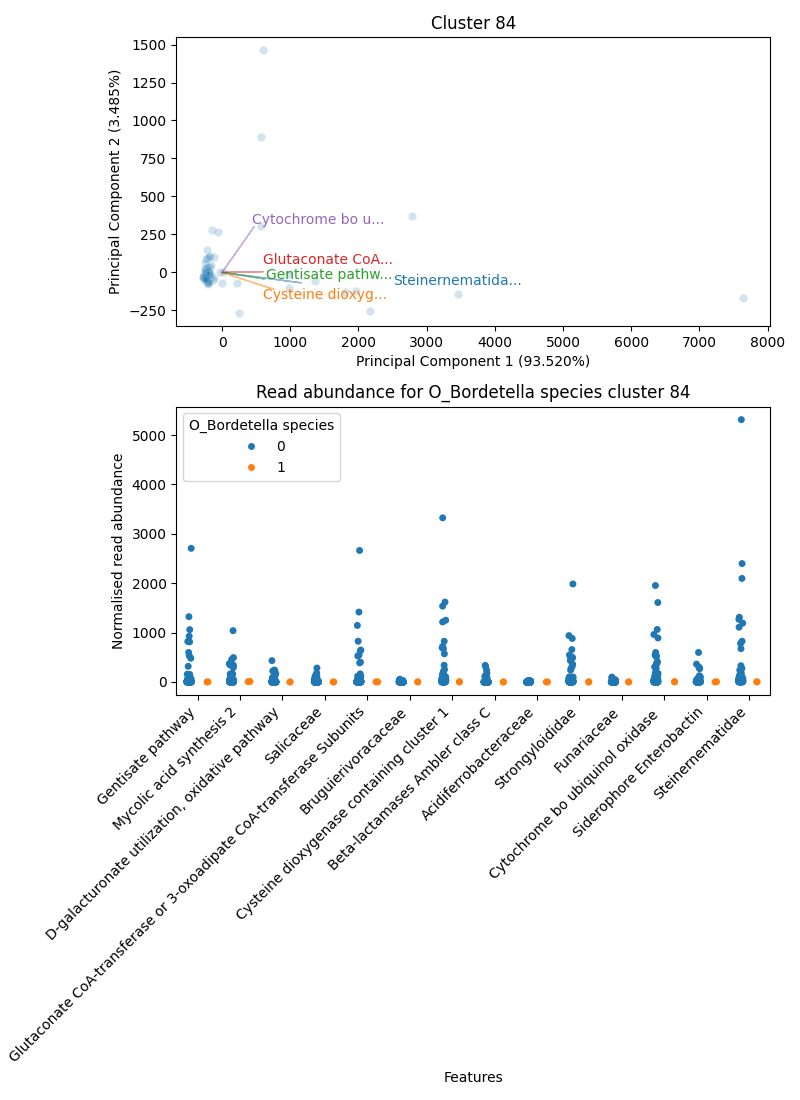 Cluster 84
Principal Component 2 (3.485%)
1500
1250
1000
750
500
250
0
−250
Cytochrome bo u...
Glutaconate CoA...
Gentisate pathw...
Steinernematida...
Cysteine dioxyg...
0
1000
2000
3000
4000
5000
6000
7000
8000
Principal Component 1 (93.520%)
Read abundance for O_Bordetella species cluster 84
Normalised read abundance
5000
4000
3000
2000
1000
0
O_Bordetella species
0
1
Gentisate pathway
Mycolic acid synthesis 2
D-galacturonate utilization, oxidative pathway
Salicaceae
Glutaconate CoA-transferase or 3-oxoadipate CoA-transferase Subunits
Bruguierivoracaceae
Cysteine dioxygenase containing cluster 1
Beta-lactamases Ambler class C
Acidiferrobacteraceae
Strongyloididae
Funariaceae
Cytochrome bo ubiquinol oxidase
Siderophore Enterobactin
Steinernematidae
Features